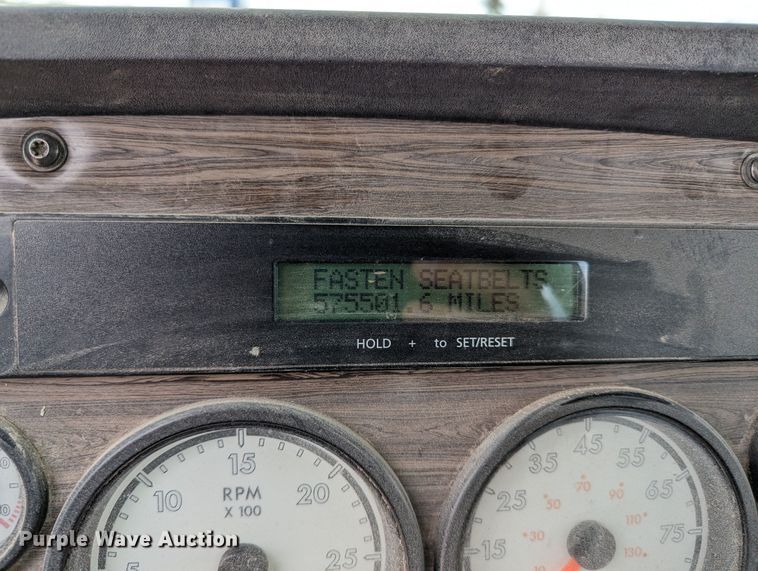 FASTEN SEATBELTS
575501.6 MILES
HOLD + to SET/RESET
10 15 20 25
RPM
X 100
15 25 35 45 55 65 75
30 50 70 90 110 130
Purple Wave Auction